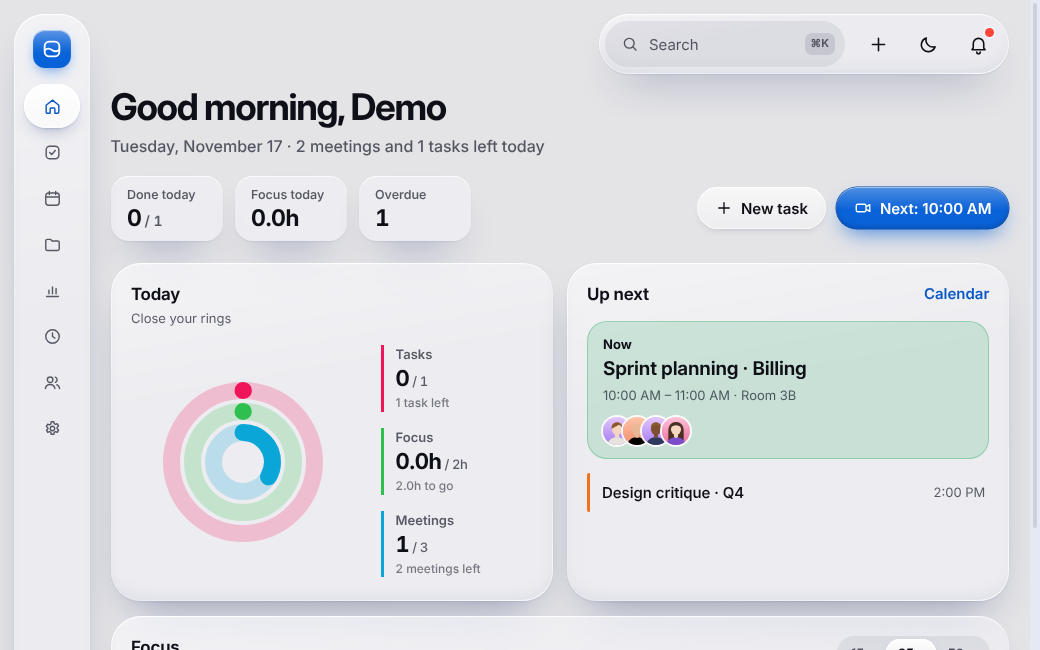 Search
⌘K
Good morning, Demo
Tuesday, November 17 · 2 meetings and 1 tasks left today
Done today
0 / 1
Focus today
0.0h
Overdue
1
New task
Next: 10:00 AM
Today
Close your rings
Tasks
0 / 1
1 task left
Focus
0.0h / 2h
2.0h to go
Meetings
1 / 3
2 meetings left
Up next
Calendar
Now
Sprint planning · Billing
10:00 AM – 11:00 AM · Room 3B
Design critique · Q4
2:00 PM
Focus